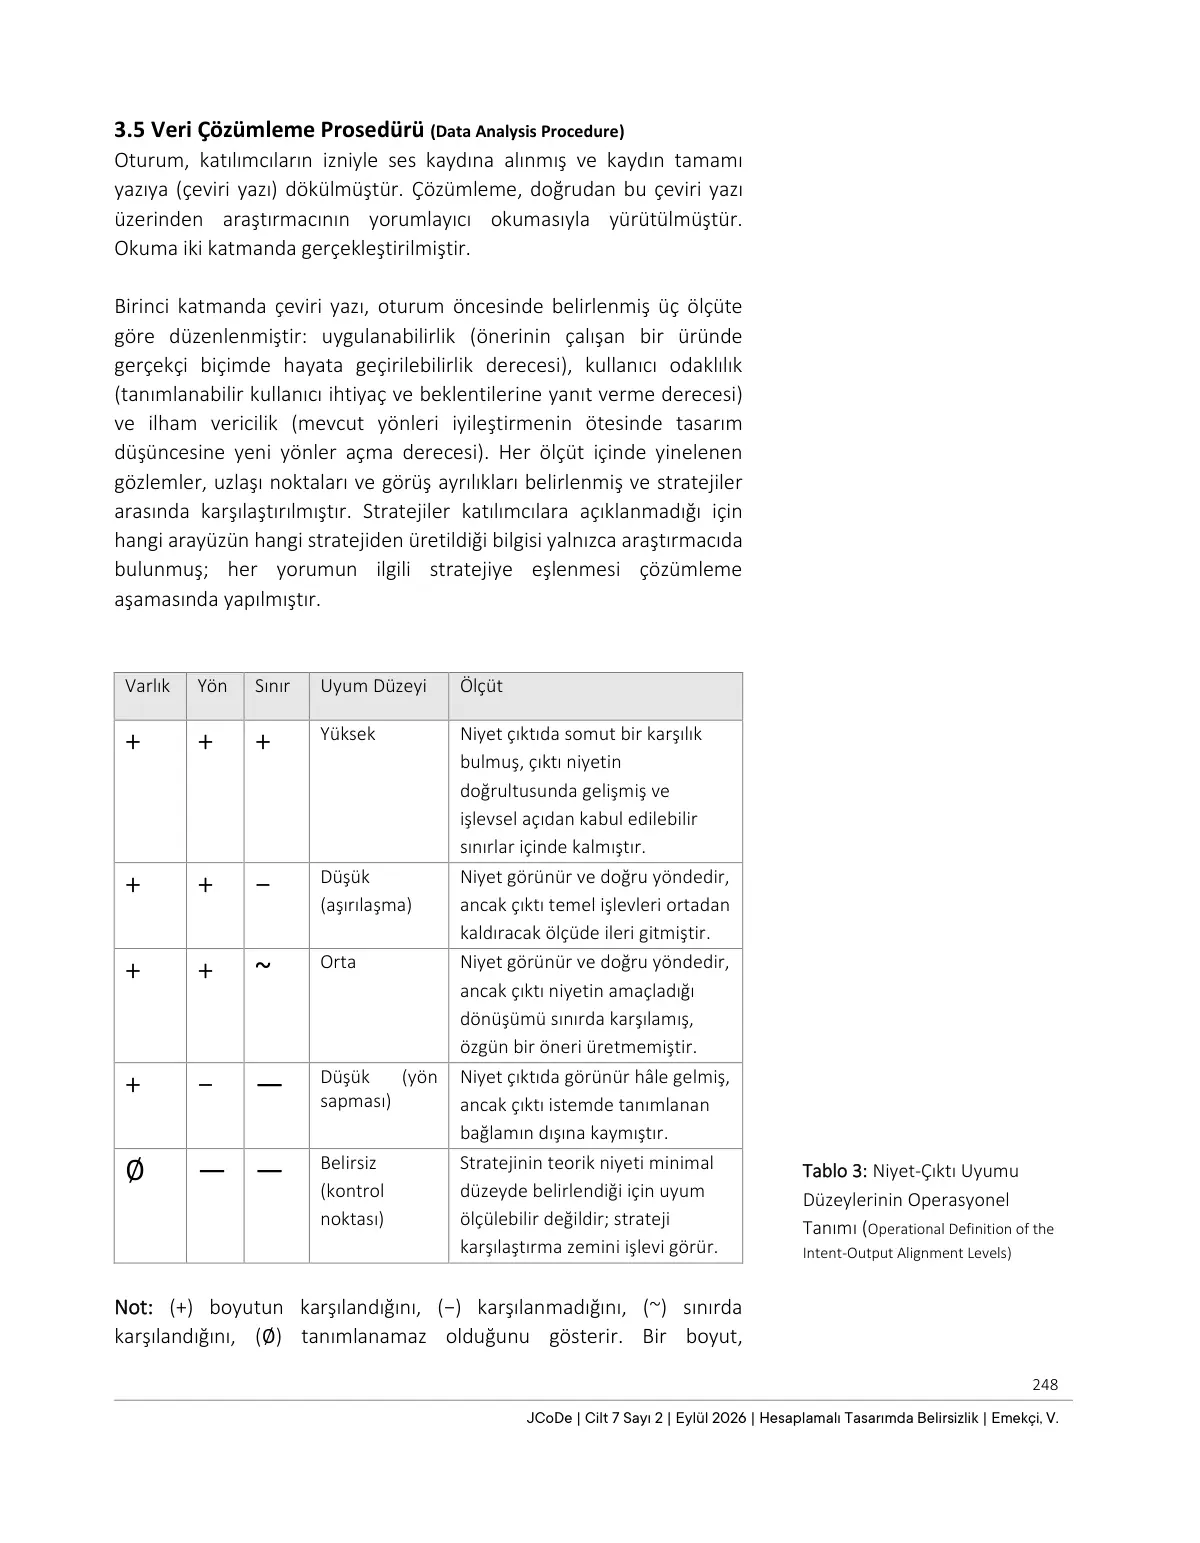 3.5 Veri Çözümleme Prosedürü (Data Analysis Procedure)
Oturum, katılımcıların izniyle ses kaydına alınmış ve kaydın tamamı
yazıya (çeviri yazı) dökülmüştür. Çözümleme, doğrudan bu çeviri yazı
üzerinden araştırmacının yorumlayıcı okumasıyla yürütülmüştür.
Okuma iki katmanda gerçekleştirilmiştir.
Birinci katmanda çeviri yazı, oturum öncesinde belirlenmiş üç ölçüte
göre düzenlenmiştir: uygulanabilirlik (önerinin çalışan bir üründe
gerçekçi biçimde hayata geçirilebilirlik derecesi), kullanıcı odaklılık
(tanımlanabilir kullanıcı ihtiyaç ve beklentilerine yanıt verme derecesi)
ve ilham vericilik (mevcut yönleri iyileştirmenin ötesinde tasarım
düşüncesine yeni yönler açma derecesi). Her ölçüt içinde yinelenen
gözlemler, uzlaşı noktaları ve görüş ayrılıkları belirlenmiş ve stratejiler
arasında karşılaştırılmıştır. Stratejiler katılımcılara açıklanmadığı için
hangi arayüzün hangi stratejiden üretildiği bilgisi yalnızca araştırmacıda
bulunmuş; her yorumun ilgili stratejiye eşlenmesi çözümleme
aşamasında yapılmıştır.
Varlık Yön Sınır Uyum Düzeyi Ölçüt
+ + + Yüksek Niyet çıktıda somut bir karşılık
bulmuş, çıktı niyetin
doğrultusunda gelişmiş ve
işlevsel açıdan kabul edilebilir
sınırlar içinde kalmıştır.
+ + − Düşük Niyet görünür ve doğru yöndedir,
(aşırılaşma) ancak çıktı temel işlevleri ortadan
kaldıracak ölçüde ileri gitmiştir.
+ + ~ Orta Niyet görünür ve doğru yöndedir,
ancak çıktı niyetin amaçladığı
dönüşümü sınırda karşılamış,
özgün bir öneri üretmemiştir.
+ − — Düşük (yön Niyet çıktıda görünür hâle gelmiş,
sapması) ancak çıktı istemde tanımlanan
bağlamın dışına kaymıştır.
Ø — — Belirsiz Stratejinin teorik niyeti minimal
(kontrol düzeyde belirlendiği için uyum
noktası) ölçülebilir değildir; strateji
karşılaştırma zemini işlevi görür.
Tablo 3: Niyet-Çıktı Uyumu
Düzeylerinin Operasyonel
Tanımı (Operational Definition of the
Intent-Output Alignment Levels)
Not: (+) boyutun karşılandığını, (−) karşılanmadığını, (~) sınırda
karşılandığını, (Ø) tanımlanamaz olduğunu gösterir. Bir boyut,
248
JCoDe | Cilt 7 Sayı 2 | Eylül 2026 | Hesaplamalı Tasarımda Belirsizlik | Emekçi, V.